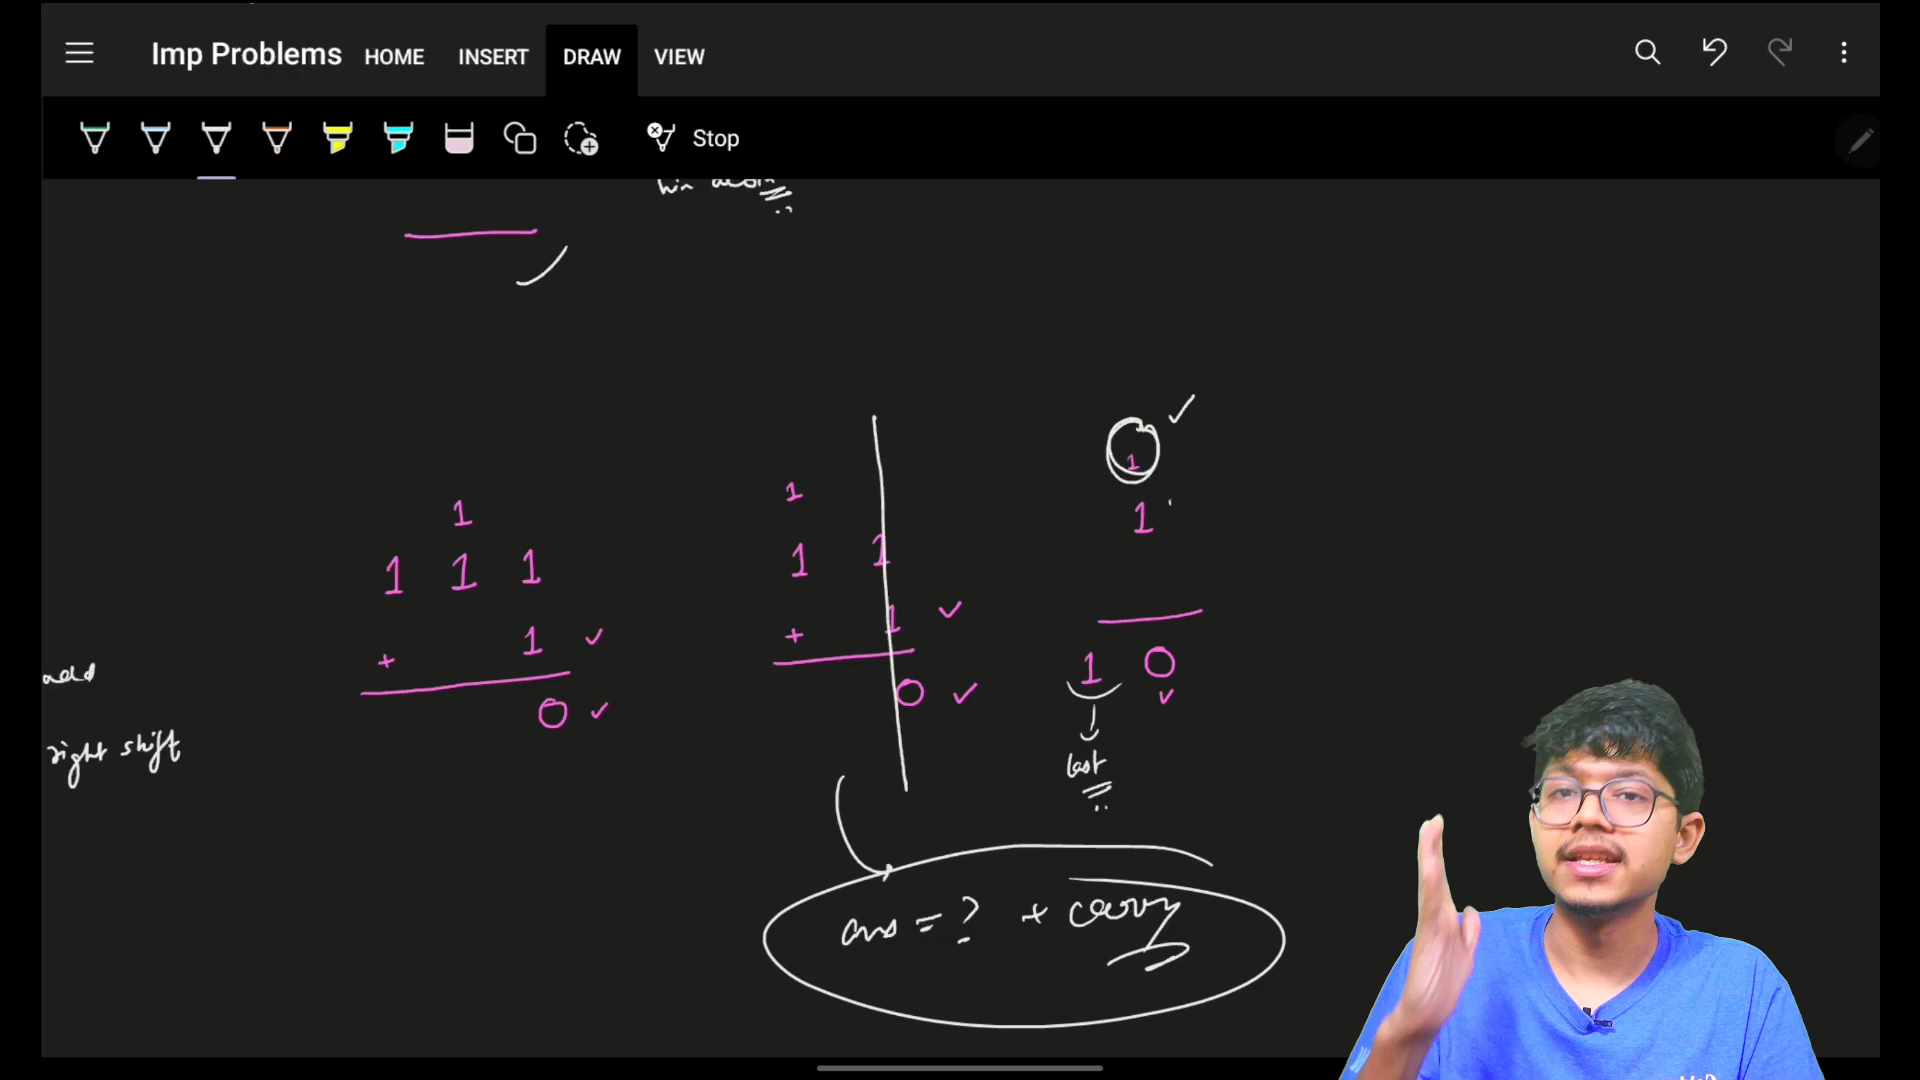 Imp Problems HOME INSERT DRAW VIEW
Stop
1
1 1 1
+ 1
0
1
1 1
+ 1
0
1
1
1 0
last
add
right shift
ans = ? + carry